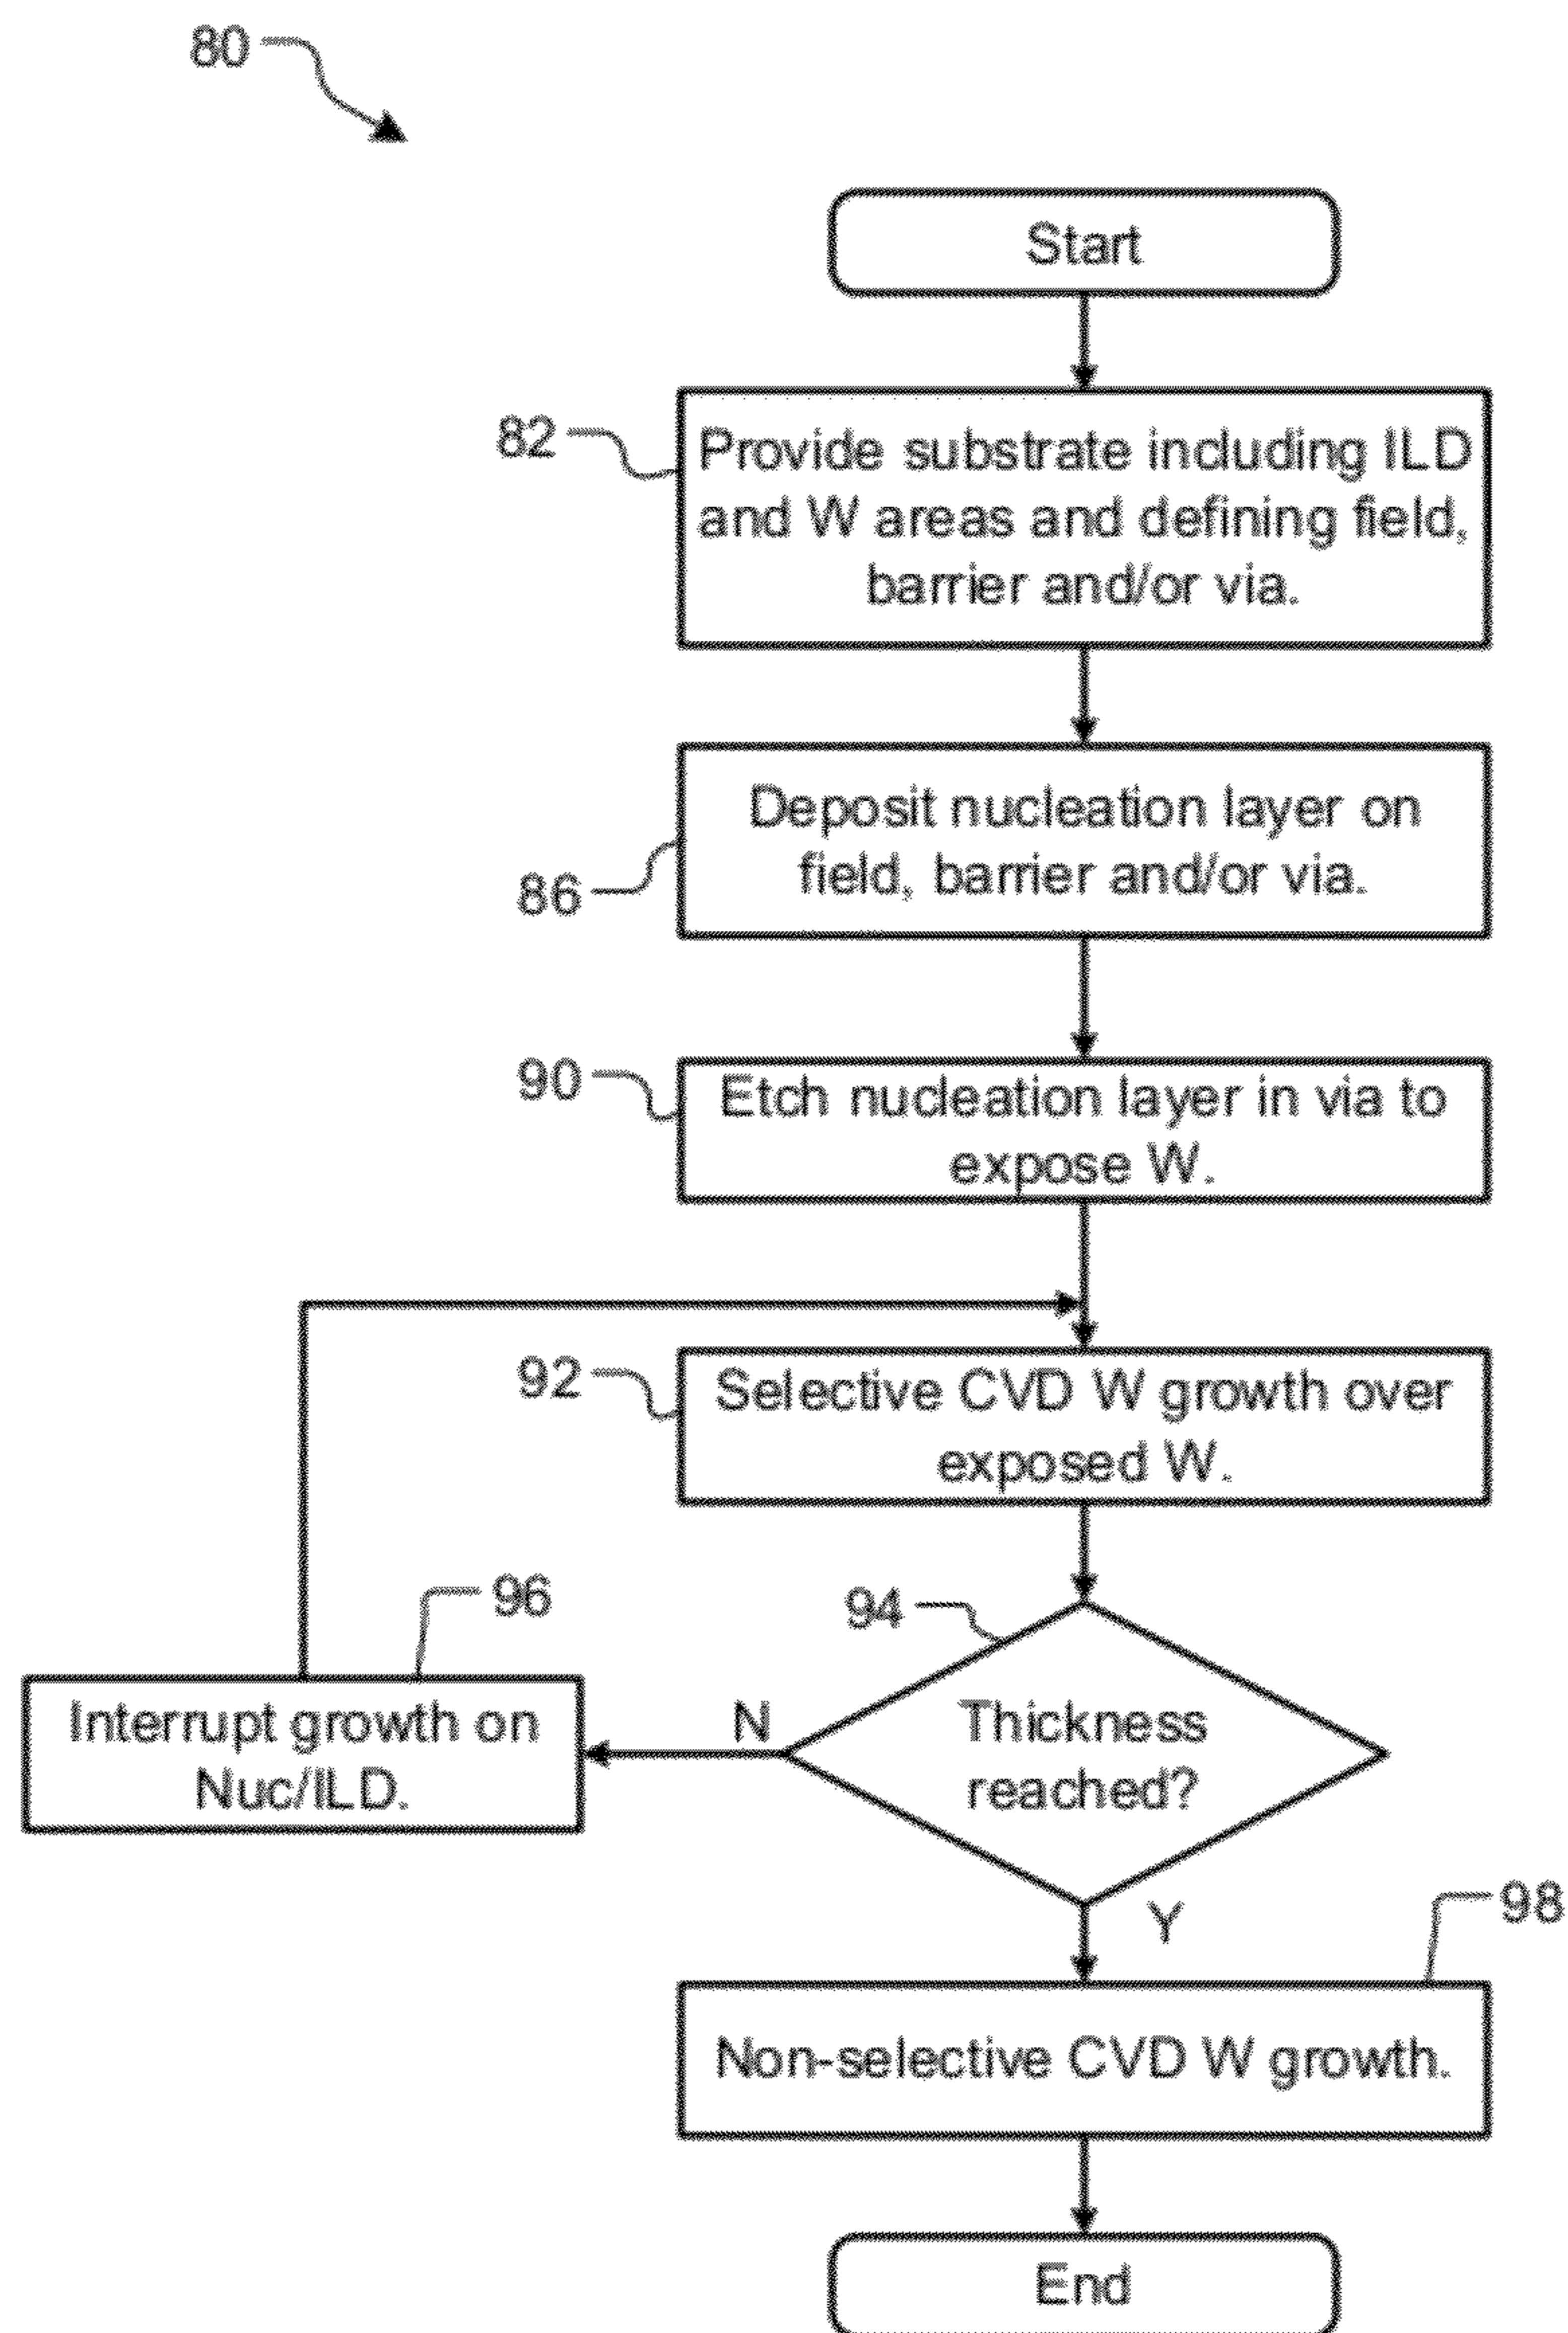 80
Start
82
Provide substrate including ILD
and W areas and defining field,
barrier and/or via.
Deposit nucleation layer on
field, barrier and/or via.
86
90
Etch nucleation layer in via to
expose W.
92
Selective CVD W growth over
exposed W.
96
94
Interrupt growth on
Nuc/ILD.
N
Thickness
reached?
Y
98
Non-selective CVD W growth.
End